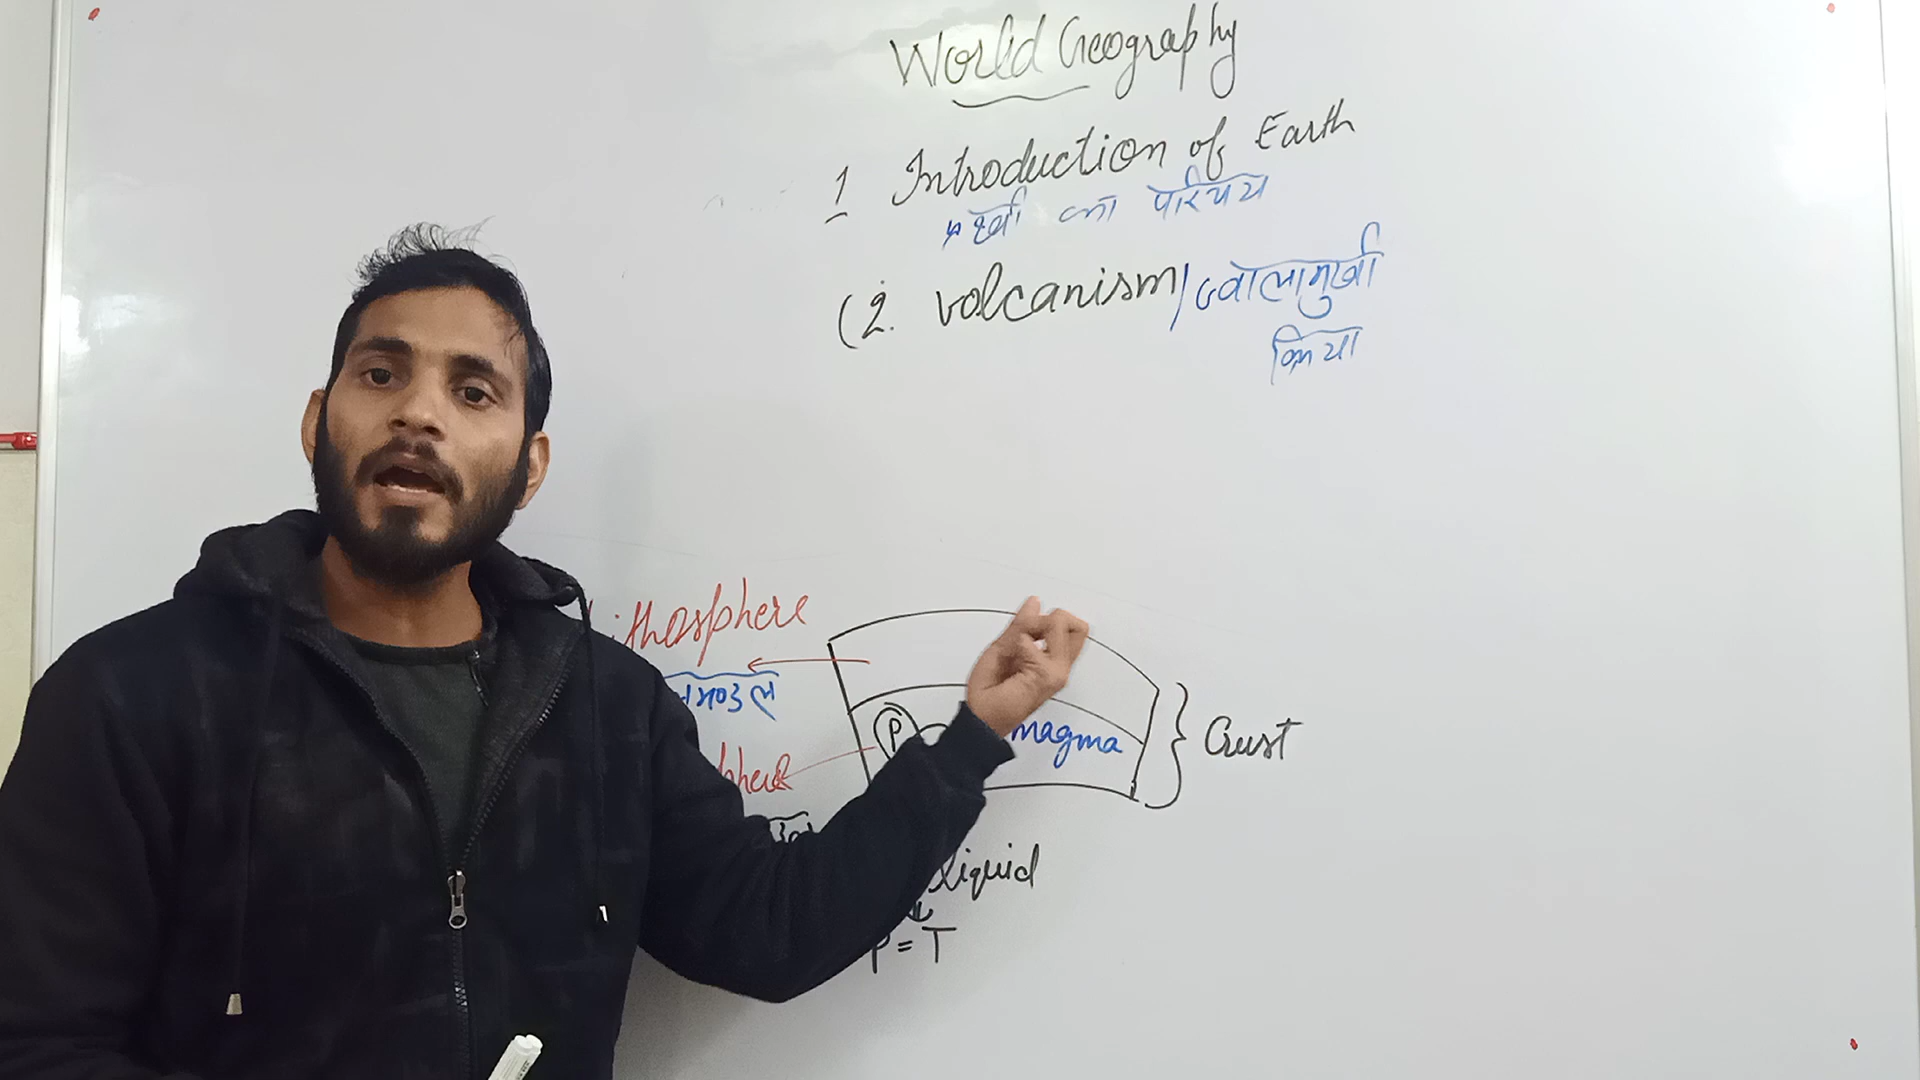 World Geography
1 Introduction of Earth
पृथ्वी का परिचय
(2. volcanism/ज्वालामुखी
क्रिया
ithosphere
मण्डल
P
magma
Crust
liquid
P = T